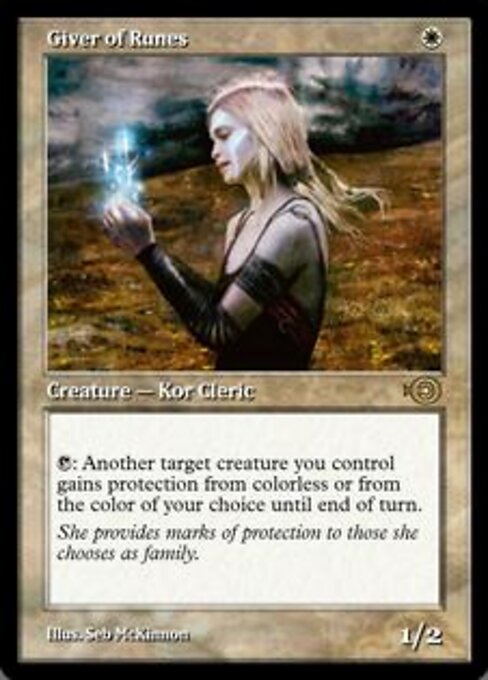 Giver of Runes
Creature — Kor Cleric
: Another target creature you control
gains protection from colorless or from
the color of your choice until end of turn.
She provides marks of protection to those she
chooses as family.
Illus. Seb McKinnon
1/2